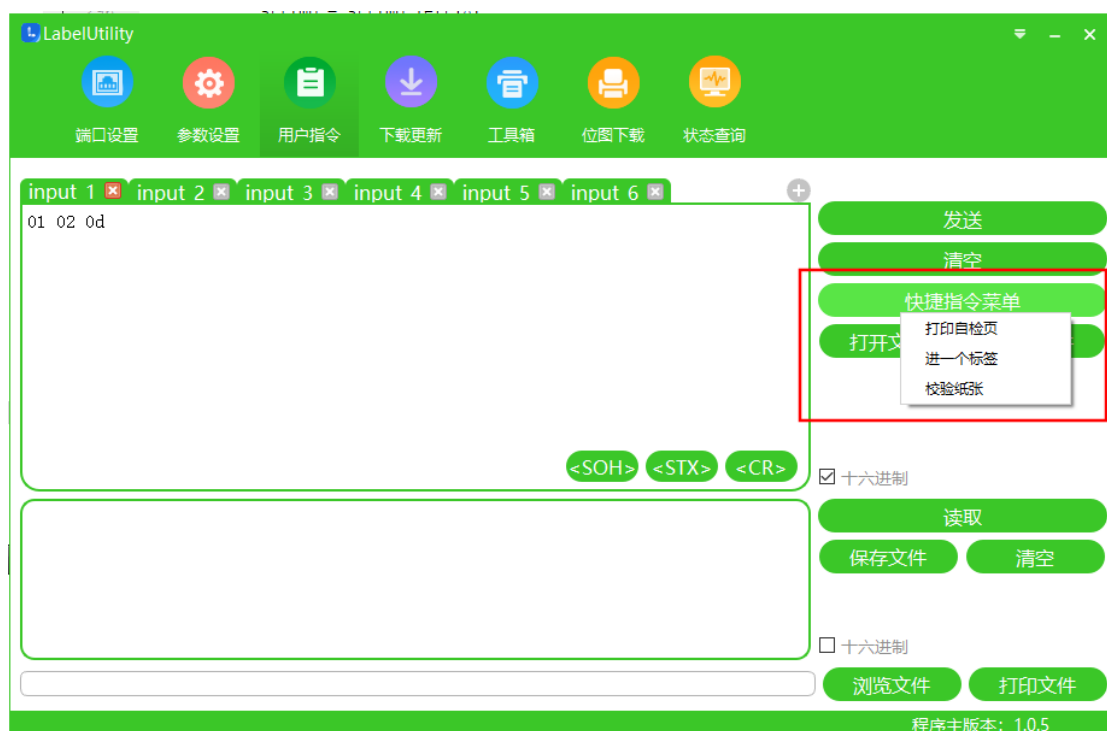 LabelUtility
端口设置 参数设置 用户指令 下载更新 工具箱 位图下载 状态查询
input 1 input 2 input 3 input 4 input 5 input 6
01 02 0d
发送
清空
快捷指令菜单
打印自检页
打开文
进一个标签
校验纸张
<SOH> <STX> <CR>
十六进制
读取
保存文件 清空
十六进制
浏览文件 打印文件
程序主版本：1.0.5